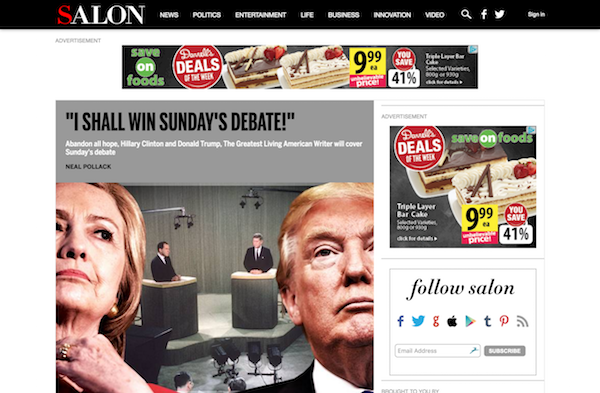 SALON NEWS POLITICS ENTERTAINMENT LIFE BUSINESS INNOVATION VIDEO Sign in
ADVERTISEMENT
save on foods
Darrell's
DEALS
OF THE WEEK
9.99
ea
unbelievable
price!
YOU
SAVE
41%
Triple Layer Bar
Cake
Selected Varieties,
800g or 930g
click for details
"I SHALL WIN SUNDAY'S DEBATE!"
Abandon all hope, Hillary Clinton and Donald Trump, The Greatest Living American Writer will cover
Sunday's debate
NEAL POLLACK
ADVERTISEMENT
Darrell's
DEALS
OF THE WEEK
save on foods
Triple Layer
Bar Cake
Selected Varieties,
800g or 930g
click for details
9.99
ea
unbelievable
price!
YOU
SAVE
41%
follow salon
Email Address
SUBSCRIBE
BROUGHT TO YOU BY